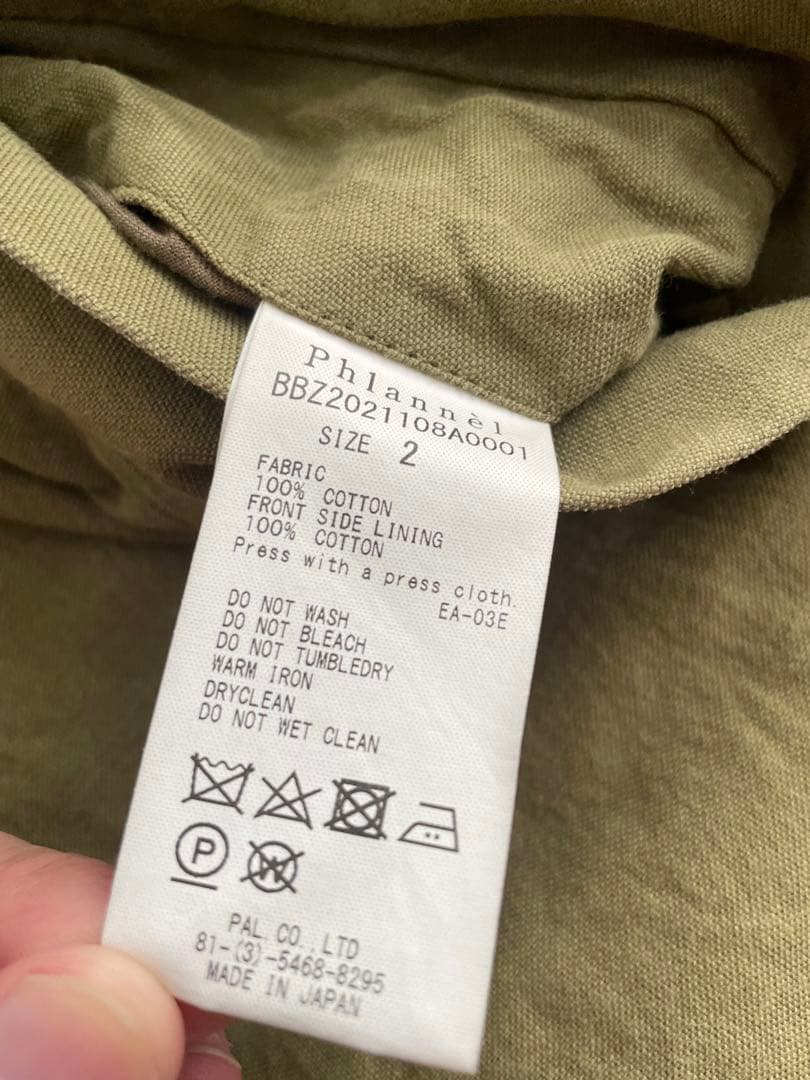 Phlannèl
BBZ2021108A0001
SIZE 2
FABRIC
100% COTTON
FRONT SIDE LINING
100% COTTON
Press with a press cloth.
EA-03E
DO NOT WASH
DO NOT BLEACH
DO NOT TUMBLEDRY
WARM IRON
DRYCLEAN
DO NOT WET CLEAN
P W
PAL CO.,LTD
81-(3)-5468-8295
MADE IN JAPAN